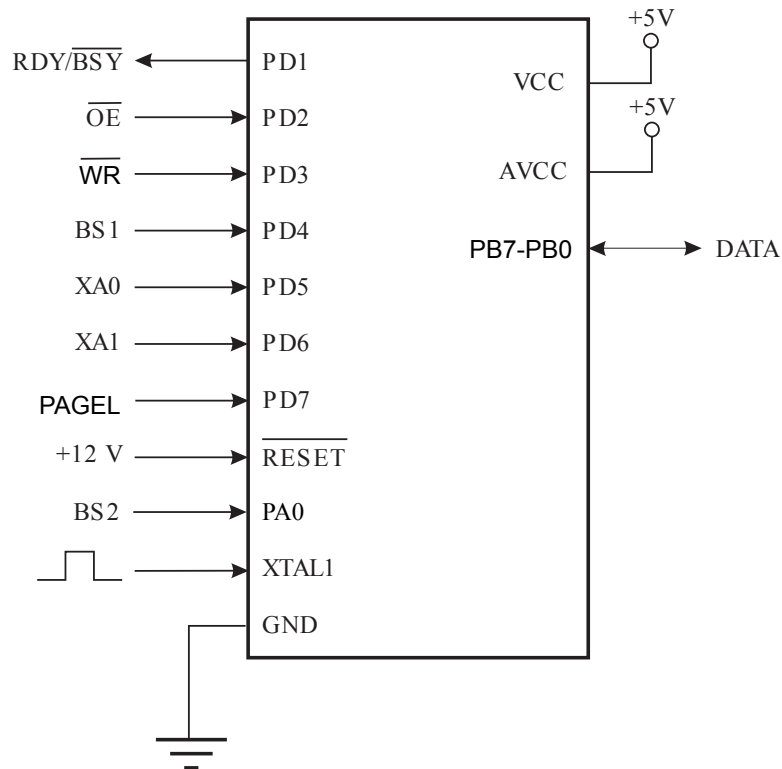 RDY/BSY PD1
OE PD2
WR PD3
BS1 PD4
XA0 PD5
XA1 PD6
PAGEL PD7
+12 V RESET
BS2 PA0
XTAL1
GND
+5V
VCC
+5V
AVCC
PB7-PB0 DATA